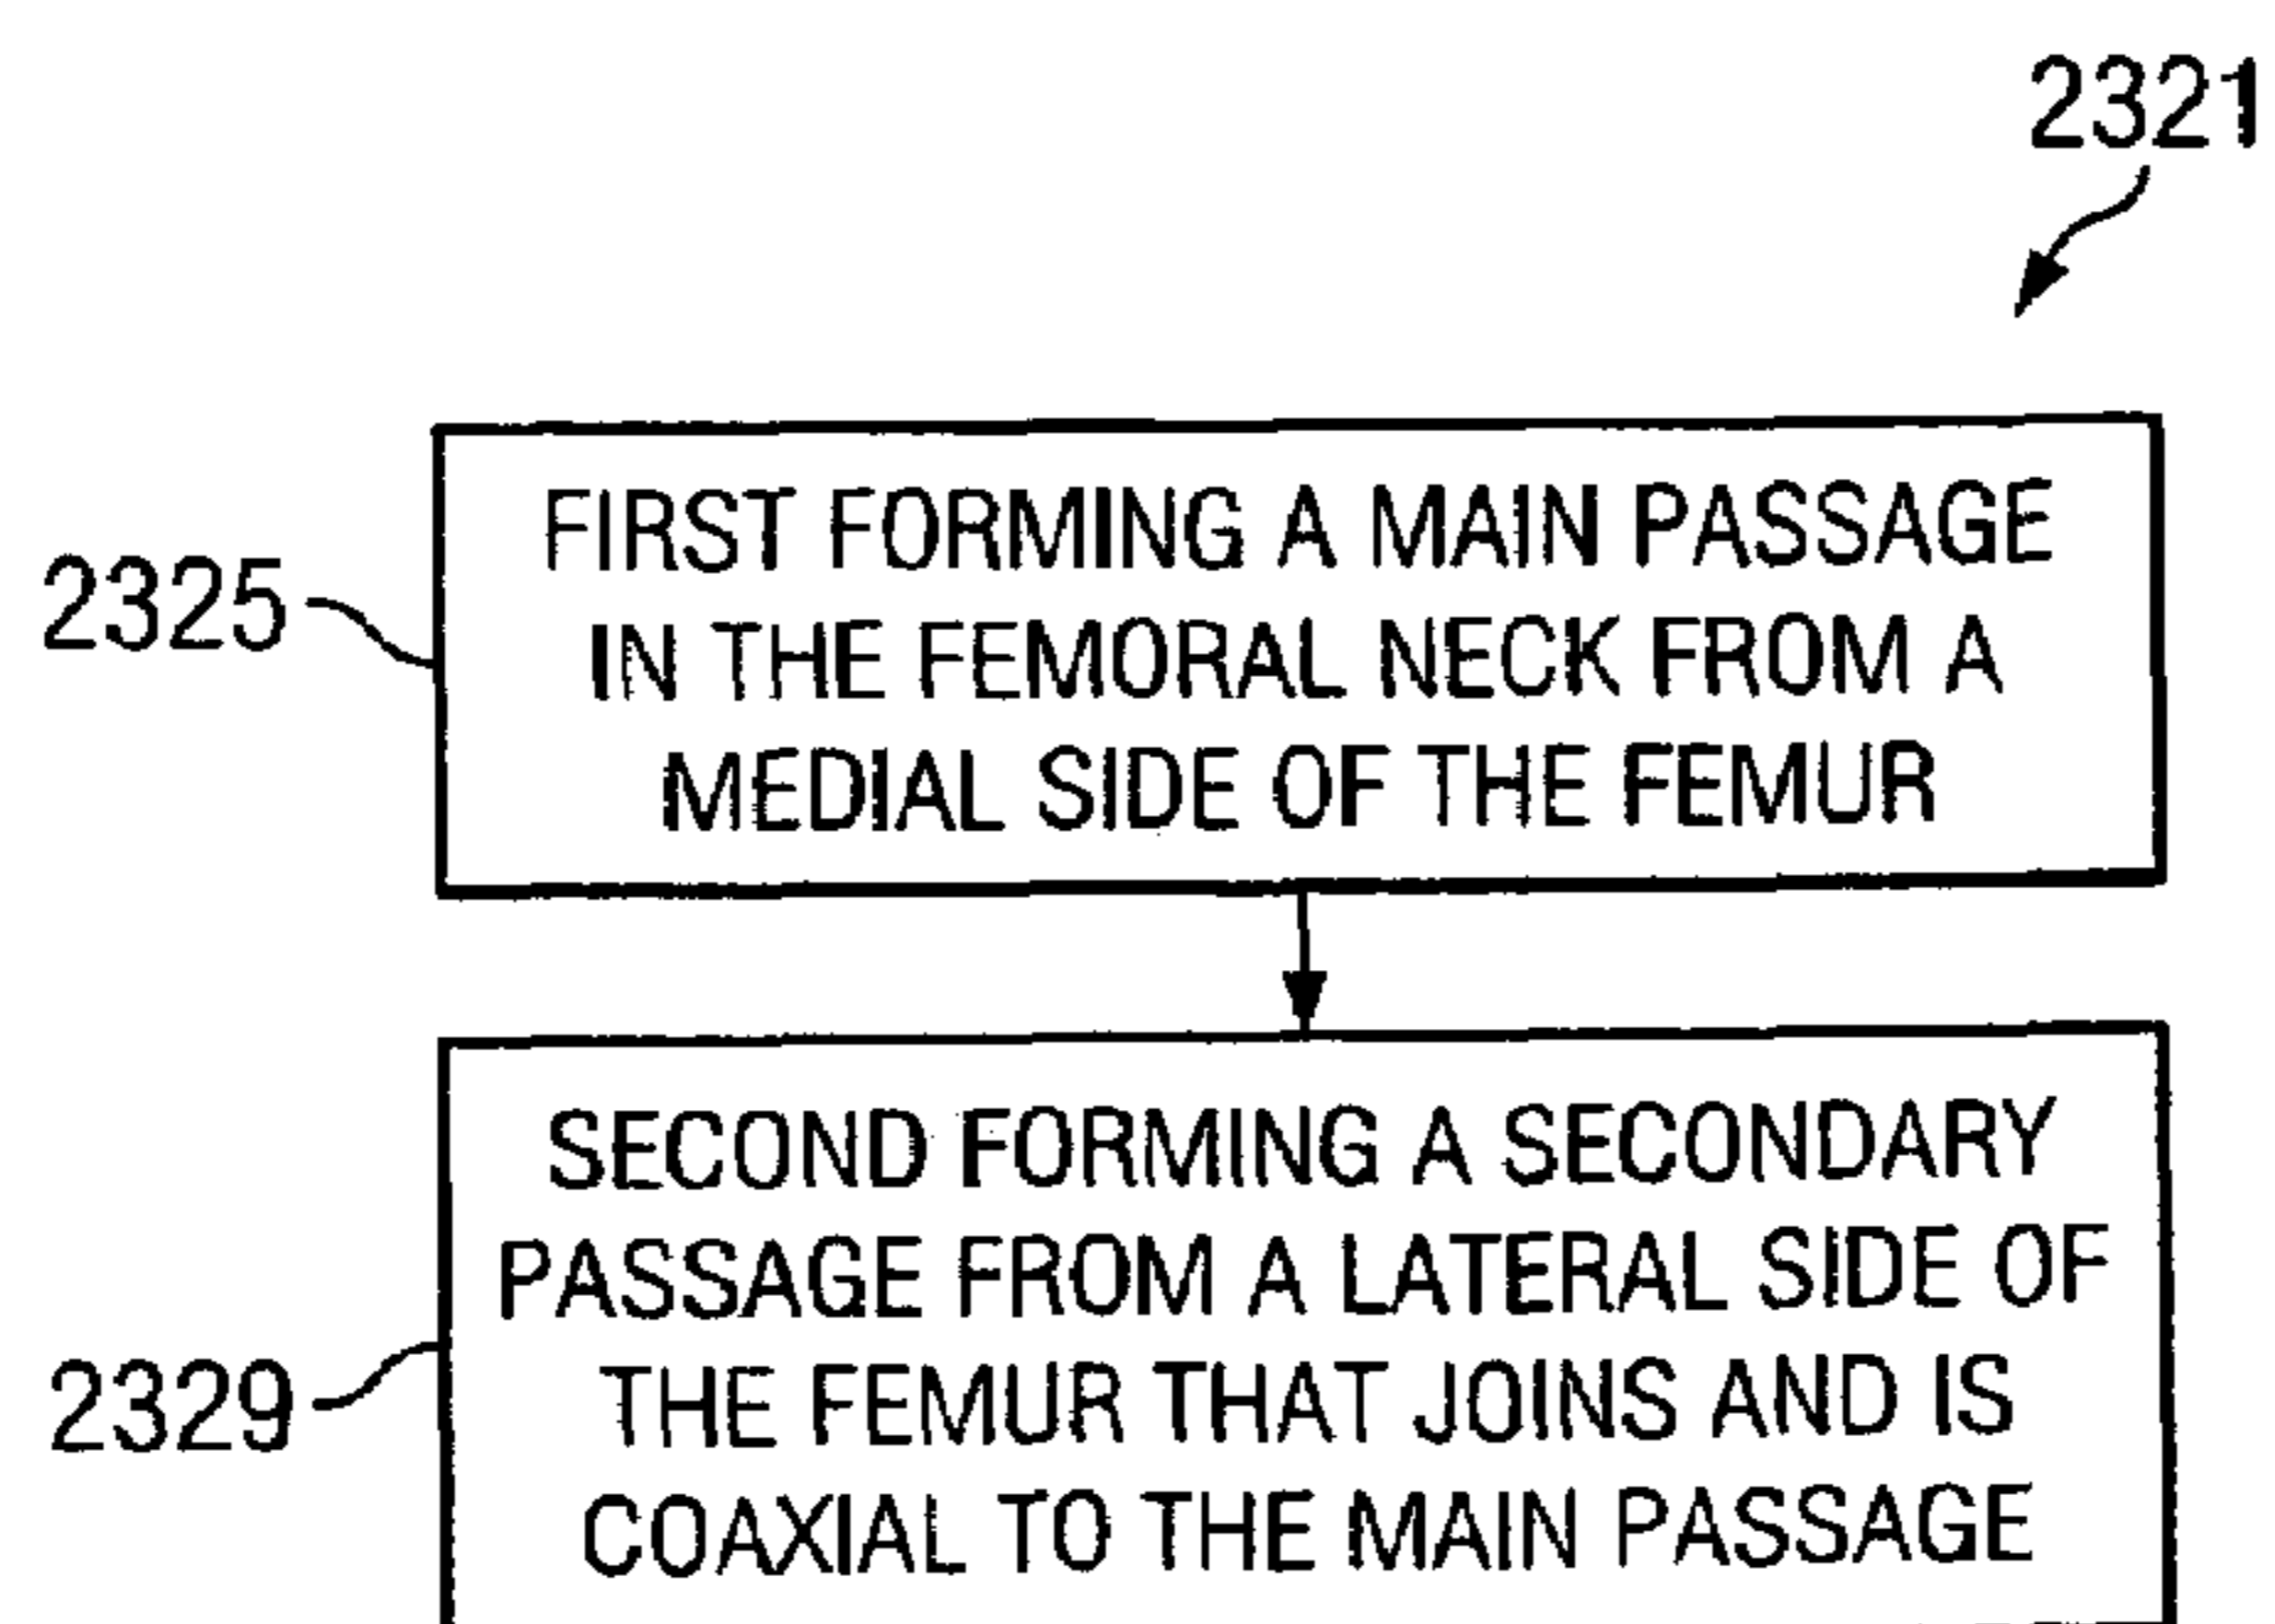 2321
2325
FIRST FORMING A MAIN PASSAGE
IN THE FEMORAL NECK FROM A
MEDIAL SIDE OF THE FEMUR
2329
SECOND FORMING A SECONDARY
PASSAGE FROM A LATERAL SIDE OF
THE FEMUR THAT JOINS AND IS
COAXIAL TO THE MAIN PASSAGE